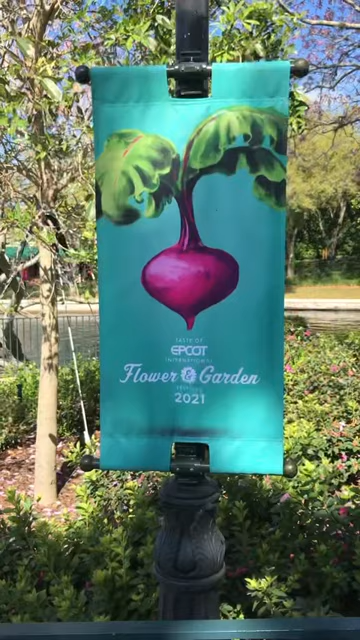 TASTE OF
EPCOT
INTERNATIONAL
Flower & Garden
FESTIVAL
2021